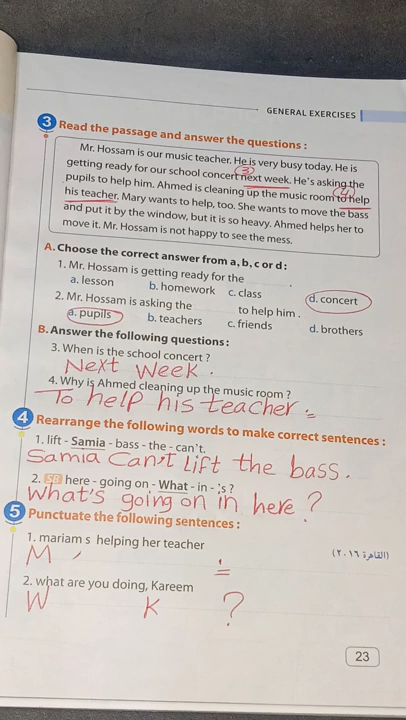 GENERAL EXERCISES
3 Read the passage and answer the questions :
Mr. Hossam is our music teacher. He is very busy today. He is
(3)
getting ready for our school concert next week. He's asking the
(4)
pupils to help him. Ahmed is cleaning up the music room to help
his teacher. Mary wants to help, too. She wants to move the bass
and put it by the window, but it is so heavy. Ahmed helps her to
move it. Mr. Hossam is not happy to see the mess.
A. Choose the correct answer from a, b, c or d :
1. Mr. Hossam is getting ready for the .
a. lesson b. homework c. class d. concert
2. Mr. Hossam is asking the to help him .
a. pupils b. teachers c. friends d. brothers
B. Answer the following questions :
3. When is the school concert ?
Next week .
4. Why is Ahmed cleaning up the music room ?
To help his teacher.
4 Rearrange the following words to make correct sentences :
1. lift - Samia - bass - the - can't.
Samia Can't Lift the bass.
2. SB here - going on - What - in - 's ?
What's going on in here ?
5 Punctuate the following sentences :
1. mariam s helping her teacher
(القاهرة ٢٠١٦)
M ' .
2. what are you doing, Kareem
W K ?
23